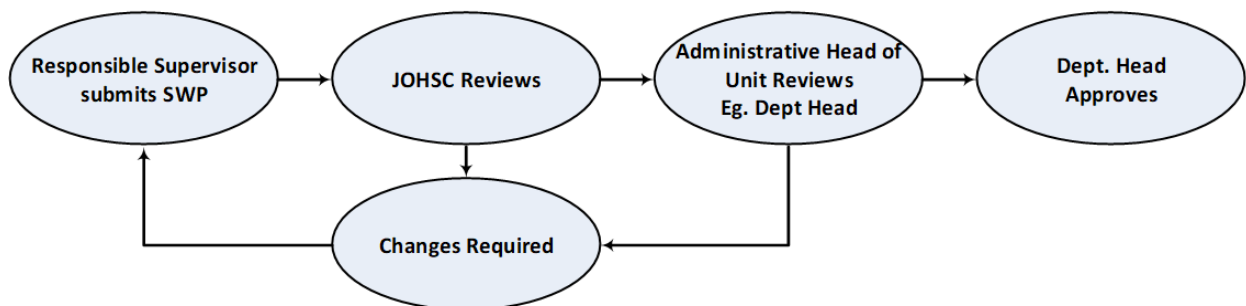 Responsible Supervisor
submits SWP
JOHSC Reviews
Administrative Head of
Unit Reviews
Eg. Dept Head
Dept. Head
Approves
Changes Required